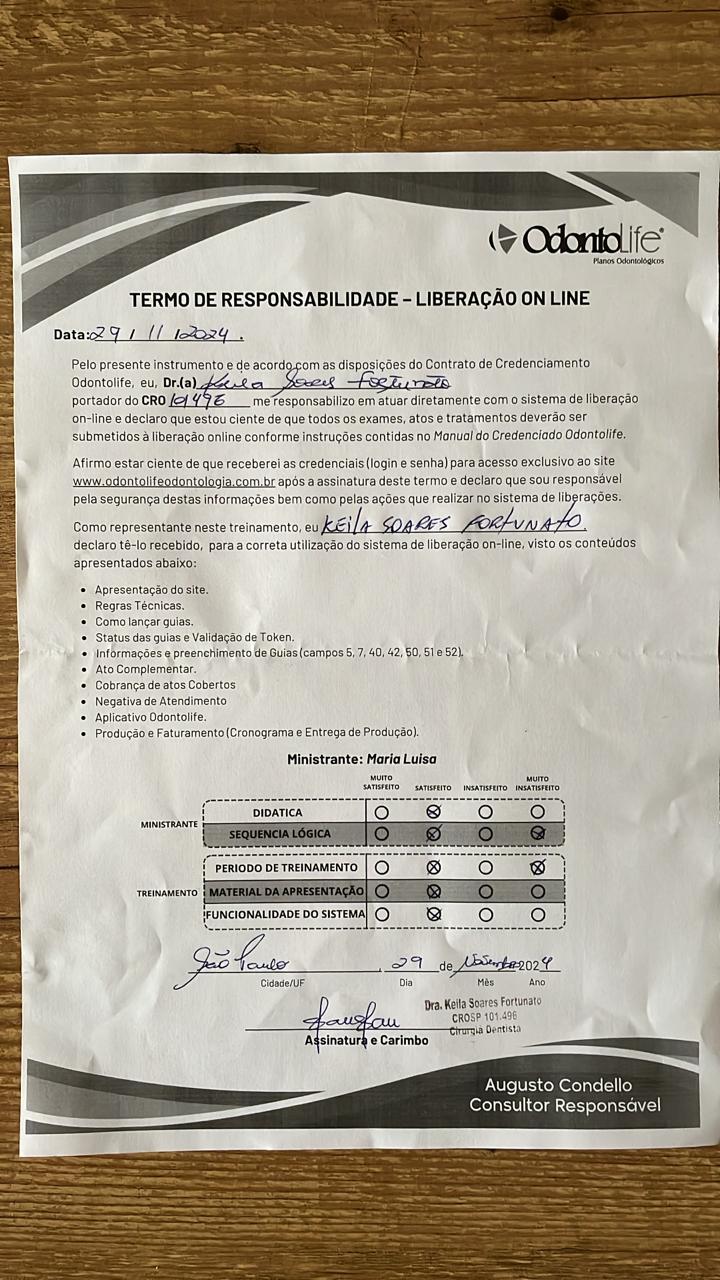 OdontoLife®
Planos Odontológicos
TERMO DE RESPONSABILIDADE – LIBERAÇÃO ON LINE
Data: 29 / 11 / 2024 .
Pelo presente instrumento e de acordo com as disposições do Contrato de Credenciamento
Odontolife, eu, Dr.(a) Keila Soares Fortunato
portador do CRO 101496 me responsabilizo em atuar diretamente com o sistema de liberação
on-line e declaro que estou ciente de que todos os exames, atos e tratamentos deverão ser
submetidos à liberação online conforme instruções contidas no Manual do Credenciado Odontolife.
Afirmo estar ciente de que receberei as credenciais (login e senha) para acesso exclusivo ao site
www.odontolifeodontologia.com.br após a assinatura deste termo e declaro que sou responsável
pela segurança destas informações bem como pelas ações que realizar no sistema de liberações.
Como representante neste treinamento, eu KEILA SOARES FORTUNATO.
declaro tê-lo recebido, para a correta utilização do sistema de liberação on-line, visto os conteúdos
apresentados abaixo:
• Apresentação do site.
• Regras Técnicas.
• Como lançar guias.
• Status das guias e Validação de Token.
• Informações e preenchimento de Guias (campos 5, 7, 40, 42, 50, 51 e 52).
• Ato Complementar.
• Cobrança de atos Cobertos
• Negativa de Atendimento
• Aplicativo Odontolife.
• Produção e Faturamento (Cronograma e Entrega de Produção).
Ministrante: Maria Luisa
MUITO SATISFEITO SATISFEITO INSATISFEITO MUITO INSATISFEITO
MINISTRANTE
DIDATICA
SEQUENCIA LÓGICA
TREINAMENTO
PERIODO DE TREINAMENTO
MATERIAL DA APRESENTAÇÃO
FUNCIONALIDADE DO SISTEMA
São Paulo , 29 de Novembro 2024
Cidade/UF Dia Mês Ano
Dra. Keila Soares Fortunato
CROSP 101.496
Cirurgiã Dentista
Assinatura e Carimbo
Augusto Condello
Consultor Responsável